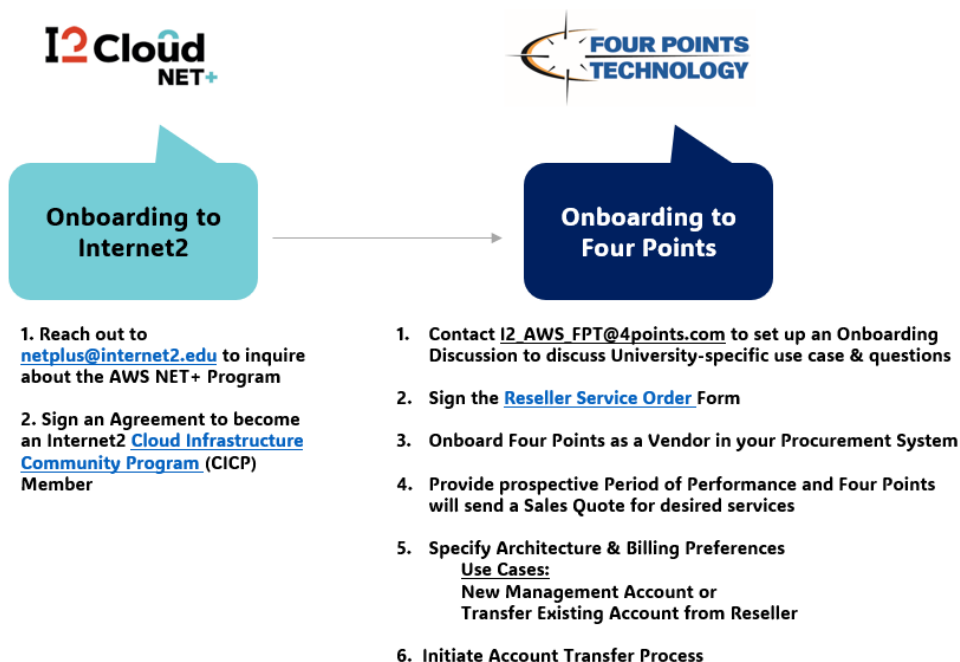 I2 Cloud
NET+
FOUR POINTS
TECHNOLOGY
Onboarding to
Internet2
Onboarding to
Four Points
1. Reach out to
netplus@internet2.edu to inquire
about the AWS NET+ Program
2. Sign an Agreement to become
an Internet2 Cloud Infrastructure
Community Program (CICP)
Member
1. Contact I2_AWS_FPT@4points.com to set up an Onboarding
Discussion to discuss University-specific use case & questions
2. Sign the Reseller Service Order Form
3. Onboard Four Points as a Vendor in your Procurement System
4. Provide prospective Period of Performance and Four Points
will send a Sales Quote for desired services
5. Specify Architecture & Billing Preferences
Use Cases:
New Management Account or
Transfer Existing Account from Reseller
6. Initiate Account Transfer Process